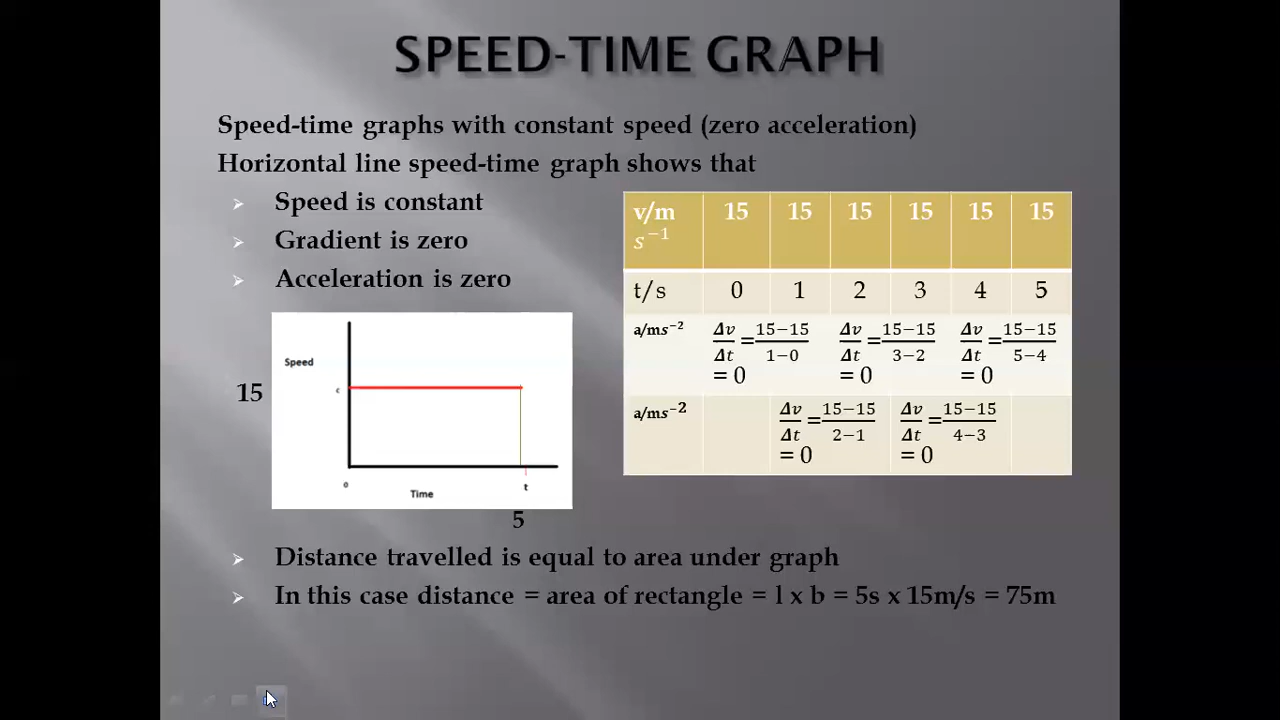 SPEED-TIME GRAPH
Speed-time graphs with constant speed (zero acceleration)
Horizontal line speed-time graph shows that
Speed is constant
Gradient is zero
Acceleration is zero
v/m 15 15 15 15 15 15
s⁻¹
t/s 0 1 2 3 4 5
a/ms⁻² Δv/Δt=15−15/1−0 Δv/Δt=15−15/3−2 Δv/Δt=15−15/5−4
= 0 = 0 = 0
a/ms⁻² Δv/Δt=15−15/2−1 Δv/Δt=15−15/4−3
= 0 = 0
Speed
15 c
0 t
Time
5
Distance travelled is equal to area under graph
In this case distance = area of rectangle = l x b = 5s x 15m/s = 75m